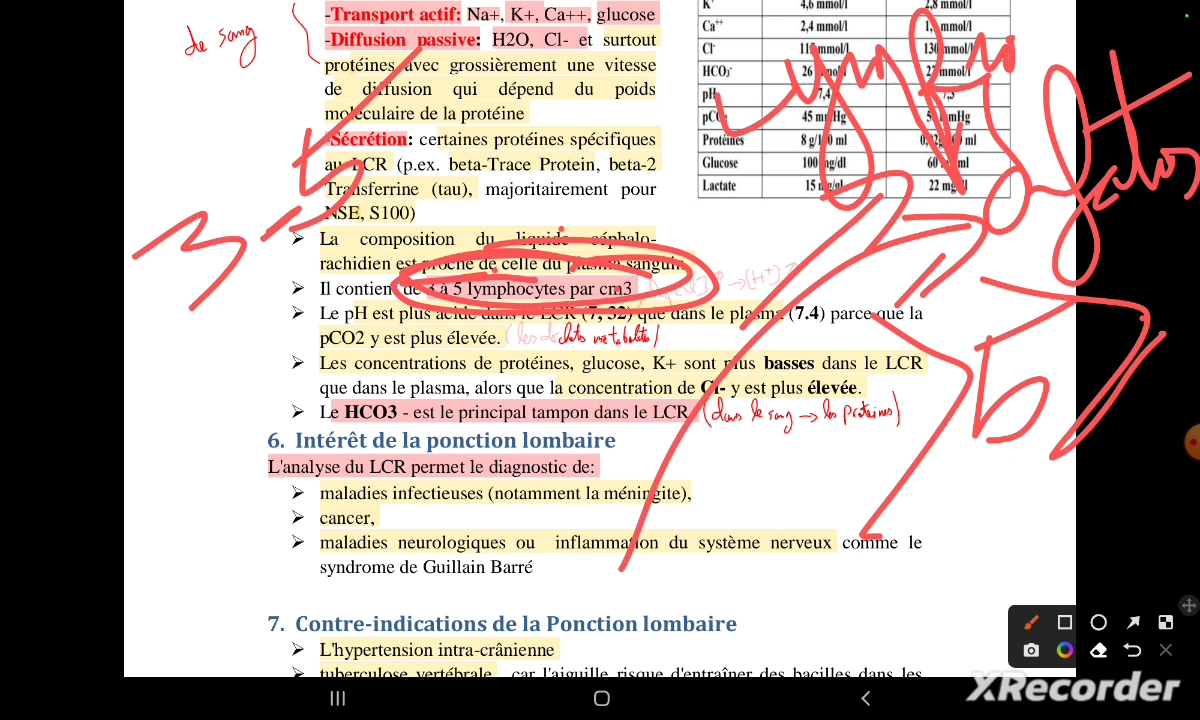 -Transport actif: Na+, K+, Ca++, glucose
-Diffusion passive: H2O, Cl- et surtout
protéines avec grossièrement une vitesse
de diffusion qui dépend du poids
moléculaire de la protéine
-Sécrétion: certaines protéines spécifiques
au LCR (p.ex. beta-Trace Protein, beta-2
Transferrine (tau), majoritairement pour
NSE, S100)
de sang
K⁺ 4,6 mmol/l 2,8 mmol/l
Ca⁺⁺ 2,4 mmol/l mmol/l
Cl⁻ mmol/l 130 mmol/l
HCO₃⁻ 26 mmol/l
pH 7,4 7,3
pCO₂ 45 mmHg mmHg
Protéines ml ml
Glucose 100 mg/dl 60
Lactate 15 22
➢ La composition du liquide céphalo-
rachidien est proche de celle du plasma sanguin.
➢ Il contient de 3 à 5 lymphocytes par cm3
➢ Le pH est plus acide dans le LCR (7, 32) que dans le plasma (7.4) parce que la
pCO2 y est plus élevée. métabolites)
➢ Les concentrations de protéines, glucose, K+ sont plus basses dans le LCR
que dans le plasma, alors que la concentration de Cl- y est plus élevée.
➢ Le HCO3 - est le principal tampon dans le LCR (dans le sang → les protéines)
6. Intérêt de la ponction lombaire
L'analyse du LCR permet le diagnostic de:
➢ maladies infectieuses (notamment la méningite),
➢ cancer,
➢ maladies neurologiques ou inflammation du système nerveux comme le
syndrome de Guillain Barré
7. Contre-indications de la Ponction lombaire
➢ L'hypertension intra-crânienne
➢ tuberculose vertébrale car l'aiguille risque d'entraîner des bacilles dans les
3 - 5
XRecorder